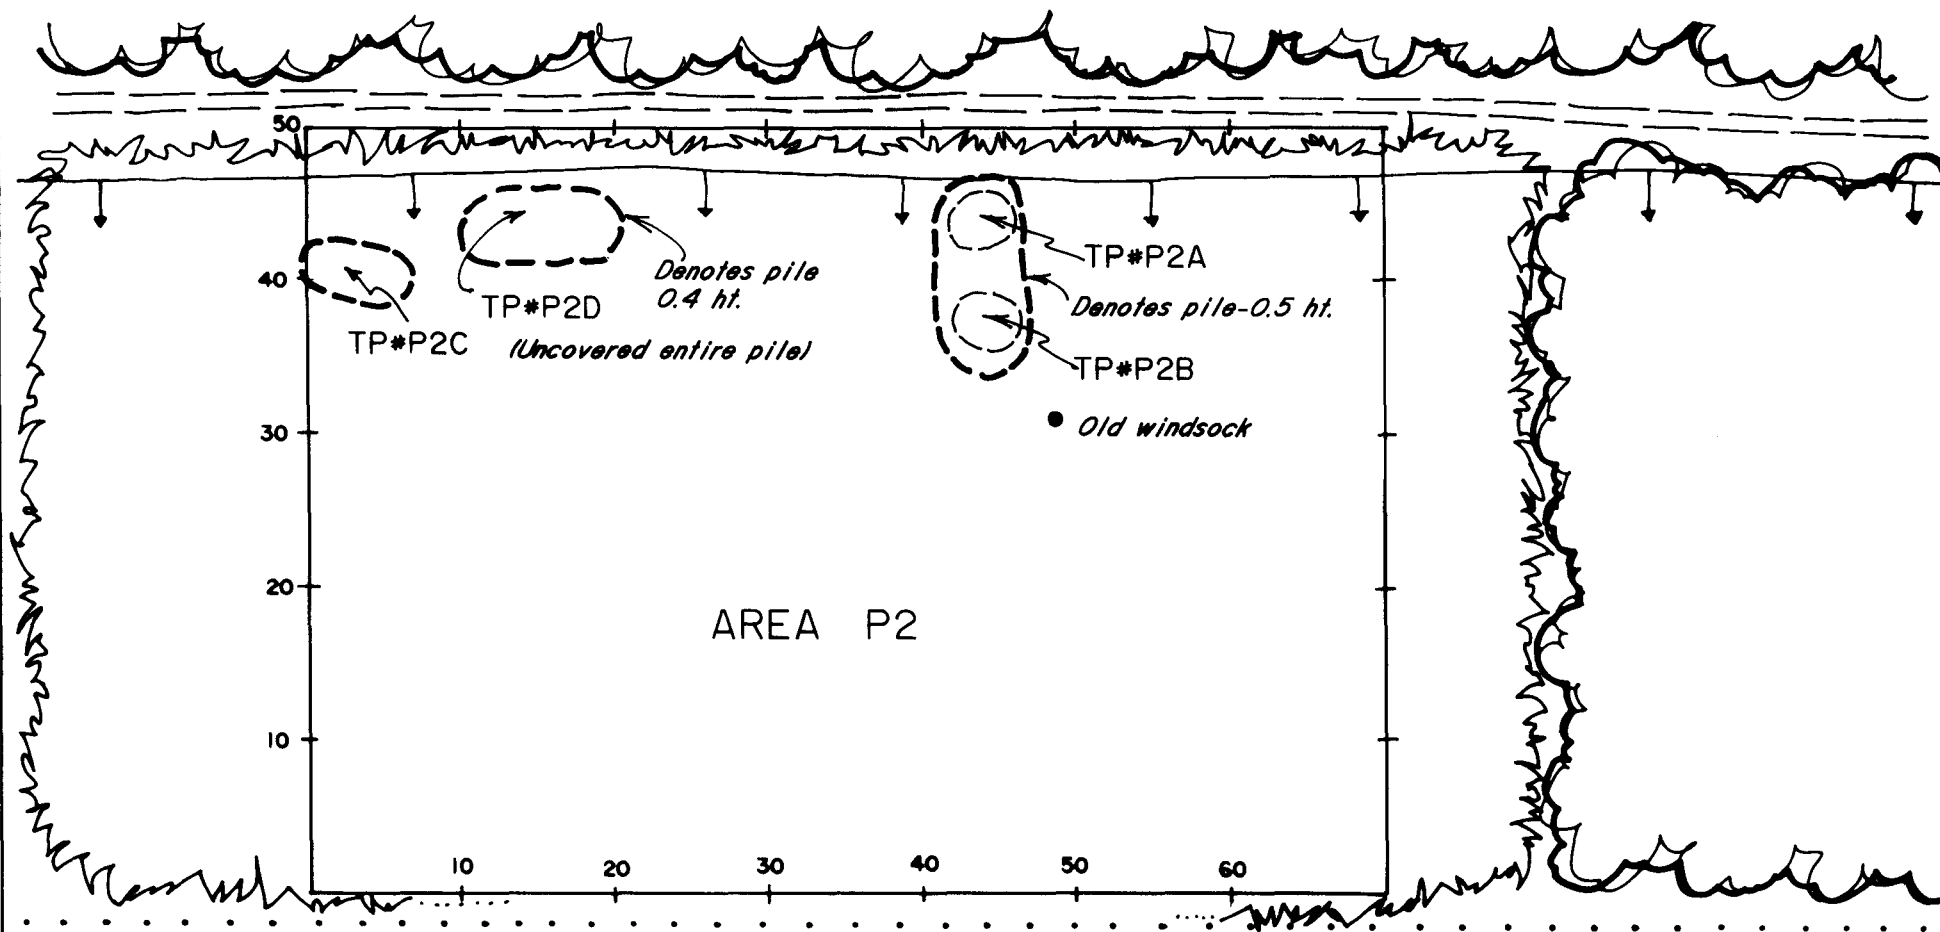 50
TP#P2A
Denotes pile
0.4 ht.
40
TP#P2D
Denotes pile-0.5 ht.
TP#P2C
(Uncovered entire pile)
TP#P2B
30
Old windsock
20
AREA P2
10
10 20 30 40 50 60